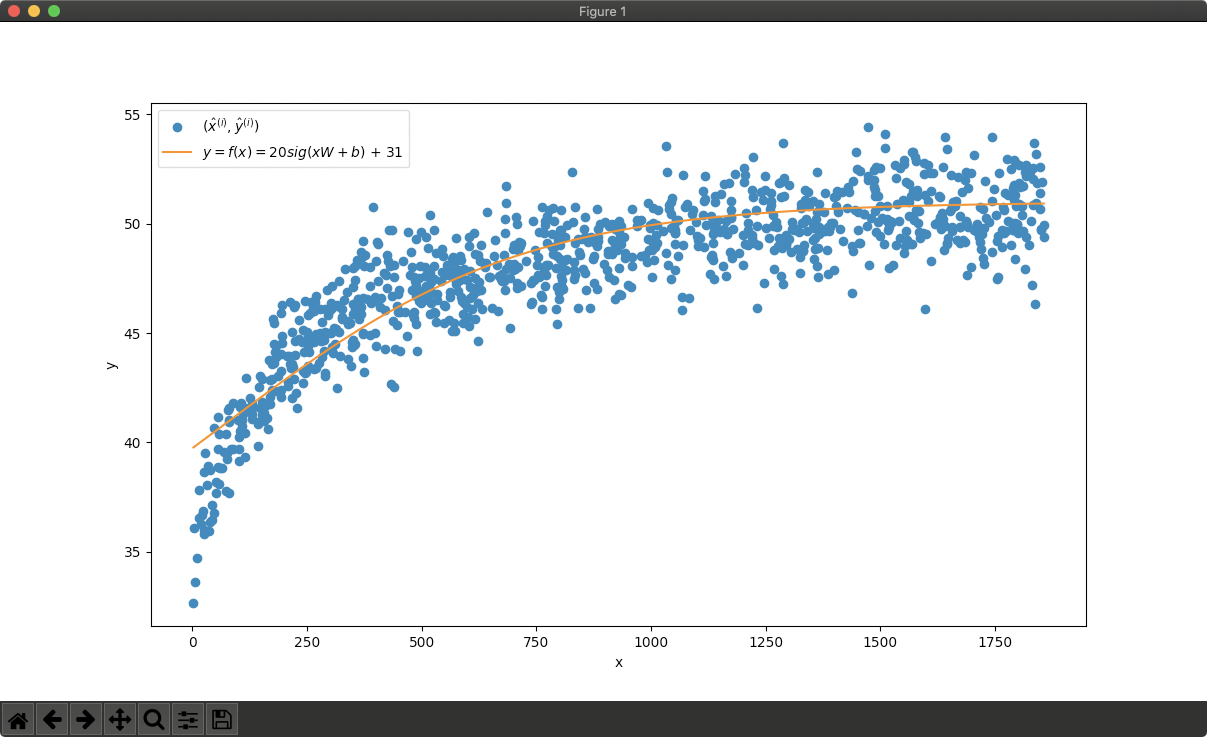 Figure 1
(x̂⁽ⁱ⁾, ŷ⁽ⁱ⁾)
y = f(x) = 20sig(xW + b) + 31
55
50
45
40
35
y
0 250 500 750 1000 1250 1500 1750
x